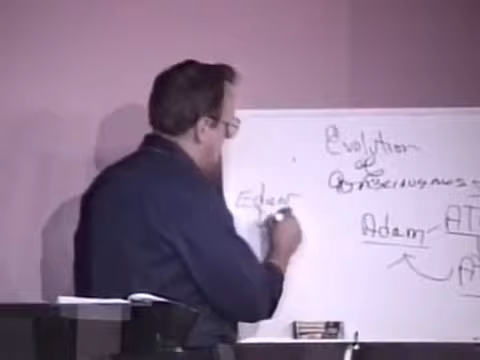 Evolution
of
Consciousness
Eden
Adam - AT
A